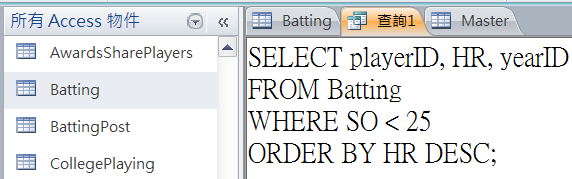 所有 Access 物件
AwardsSharePlayers
Batting
BattingPost
CollegePlaying
Batting
查詢1
Master
SELECT playerID, HR, yearID
FROM Batting
WHERE SO < 25
ORDER BY HR DESC;